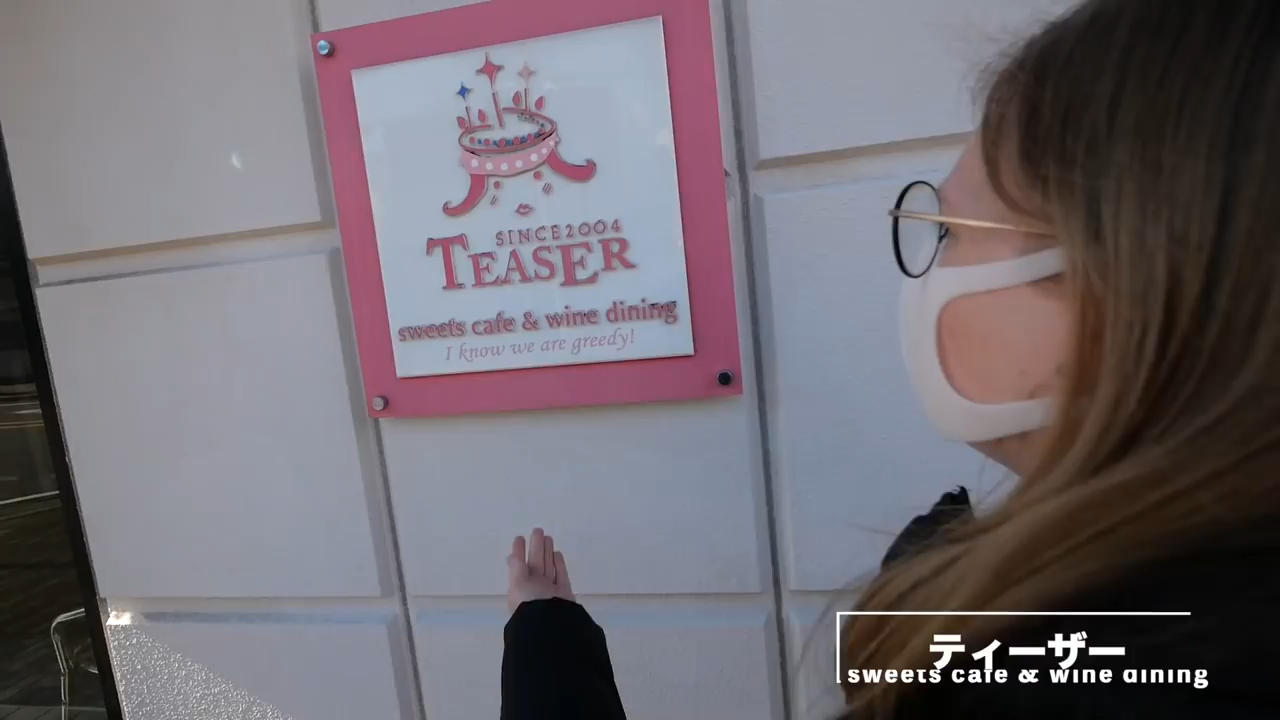 SINCE2004
TEASER
sweets cafe & wine dining
I know we are greedy!
ティーザー
sweets cafe & wine dining